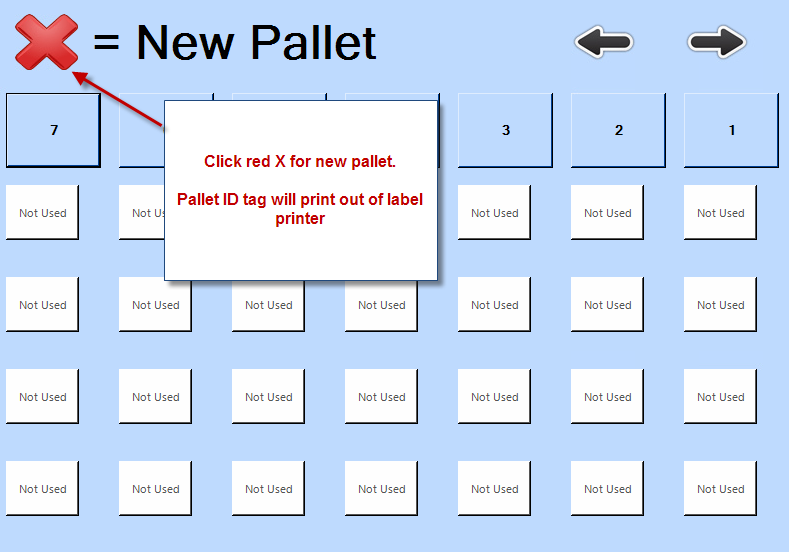 = New Pallet
7 3 2 1
Click red X for new pallet.
Pallet ID tag will print out of label
printer
Not Used Not Us Not Used Not Used Not Used
Not Used Not Used Not Used Not Used Not Used Not Used Not Used
Not Used Not Used Not Used Not Used Not Used Not Used Not Used
Not Used Not Used Not Used Not Used Not Used Not Used Not Used